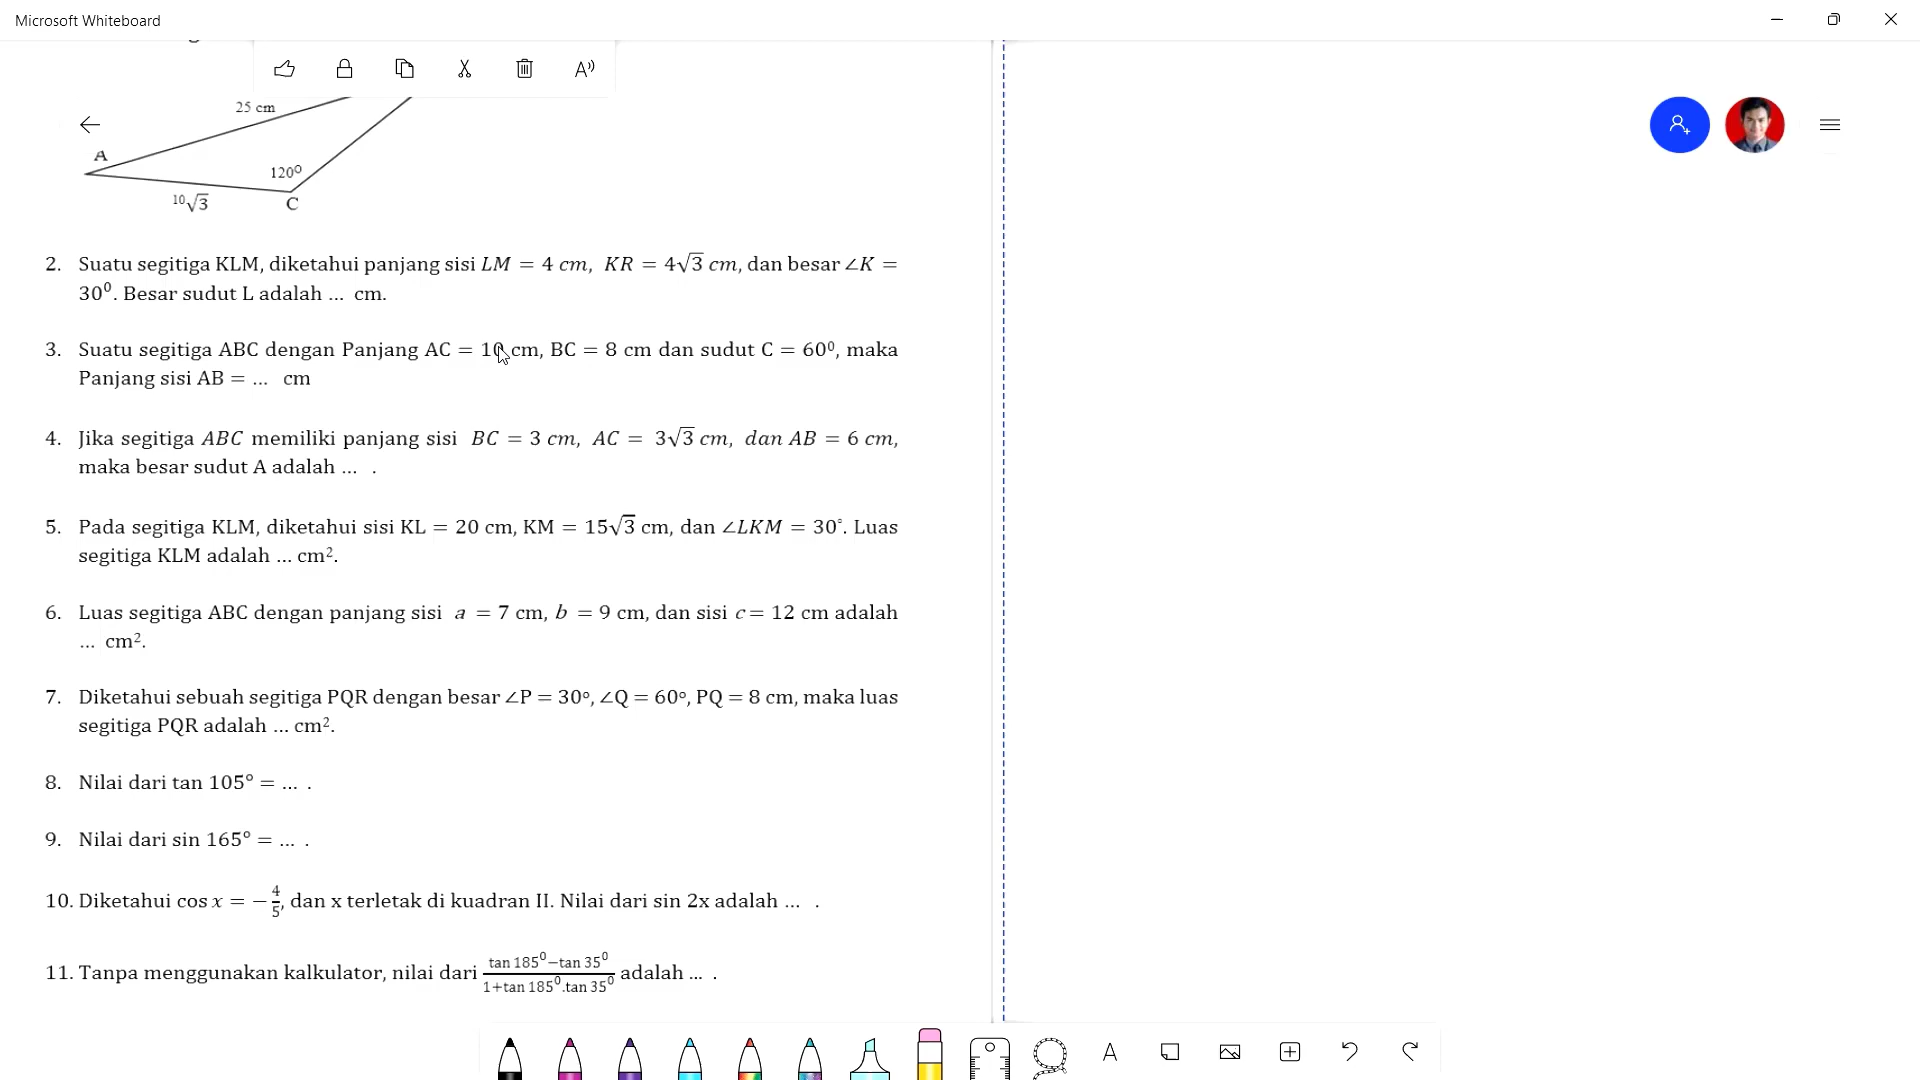 Microsoft Whiteboard
25 cm
A
120⁰
10√3
C
2. Suatu segitiga KLM, diketahui panjang sisi LM = 4 cm, KR = 4√3 cm, dan besar ∠K =
30⁰. Besar sudut L adalah ... cm.
3. Suatu segitiga ABC dengan Panjang AC = 10 cm, BC = 8 cm dan sudut C = 60⁰, maka
Panjang sisi AB = ... cm
4. Jika segitiga ABC memiliki panjang sisi BC = 3 cm, AC = 3√3 cm, dan AB = 6 cm,
maka besar sudut A adalah ... .
5. Pada segitiga KLM, diketahui sisi KL = 20 cm, KM = 15√3 cm, dan ∠LKM = 30°. Luas
segitiga KLM adalah ... cm².
6. Luas segitiga ABC dengan panjang sisi a = 7 cm, b = 9 cm, dan sisi c = 12 cm adalah
... cm².
7. Diketahui sebuah segitiga PQR dengan besar ∠P = 30°, ∠Q = 60°, PQ = 8 cm, maka luas
segitiga PQR adalah ... cm².
8. Nilai dari tan 105° = ... .
9. Nilai dari sin 165° = ... .
10. Diketahui cos x = −4/5, dan x terletak di kuadran II. Nilai dari sin 2x adalah ... .
11. Tanpa menggunakan kalkulator, nilai dari (tan 185⁰−tan 35⁰)/(1+tan 185⁰.tan 35⁰) adalah ... .